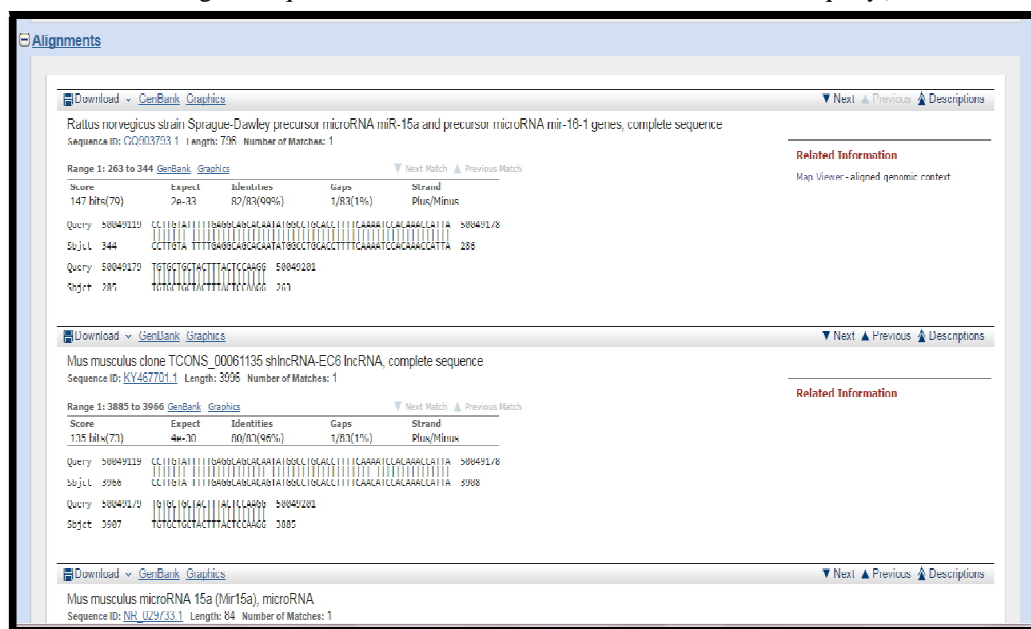 Alignments
Download GenBank Graphics Next Previous Descriptions
Rattus norvegicus strain Sprague-Dawley precursor microRNA miR-15a and precursor microRNA mir-16-1 genes, complete sequence
Sequence ID: GQ903793.1 Length: 796 Number of Matches: 1
Related Information
Range 1: 263 to 344 GenBank Graphics Next Match Previous Match
Map Viewer - aligned genomic context
Score Expect Identities Gaps Strand
147 bits(79) 2e-33 82/83(99%) 1/83(1%) Plus/Minus
Query 50049119 CCTTGTATTTTTGAGGCAGCACAATATGGCCTGCACCTTTTCAAAATCCACAAACCATTA 50049178
Sbjct 344 CCTTGTA TTTTGAGGCAGCACAATATGGCCTGCACCTTTTCAAAATCCACAAACCATTA 286
Query 50049179 TGTGCTGCTACTTTACTCCAAGG 50049201
Sbjct 285 TGTGCTGCTACTTTACTCCAAGG 263
Download GenBank Graphics Next Previous Descriptions
Mus musculus clone TCONS_00061135 shlncRNA-EC6 lncRNA, complete sequence
Sequence ID: KY467701.1 Length: 3996 Number of Matches: 1
Related Information
Range 1: 3885 to 3966 GenBank Graphics Next Match Previous Match
Score Expect Identities Gaps Strand
135 bits(73) 4e-30 80/83(96%) 1/83(1%) Plus/Minus
Query 50049119 CCTTGTATTTTTGAGGCAGCACAATATGGCCTGCACCTTTTCAAAATCCACAAACCATTA 50049178
Sbjct 3966 CCTTGTA TTTTGAGGCAGCACAGTATGGCCTGCACCTTTTCAACATCCACAAACCATTA 3908
Query 50049179 TGTGCTGCTACTTTACTCCAAGG 50049201
Sbjct 3907 TGTGCTGCTACTTTACTCCAAGG 3885
Download GenBank Graphics Next Previous Descriptions
Mus musculus microRNA 15a (Mir15a), microRNA
Sequence ID: NR_029733.1 Length: 84 Number of Matches: 1